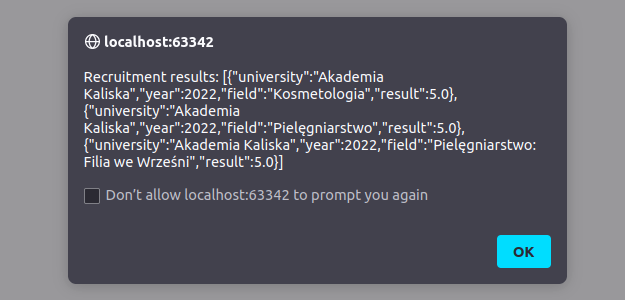 localhost:63342
Recruitment results: [{"university":"Akademia
Kaliska","year":2022,"field":"Kosmetologia","result":5.0},
{"university":"Akademia
Kaliska","year":2022,"field":"Pielęgniarstwo","result":5.0},
{"university":"Akademia Kaliska","year":2022,"field":"Pielęgniarstwo:
Filia we Wrześni","result":5.0}]
Don’t allow localhost:63342 to prompt you again
OK